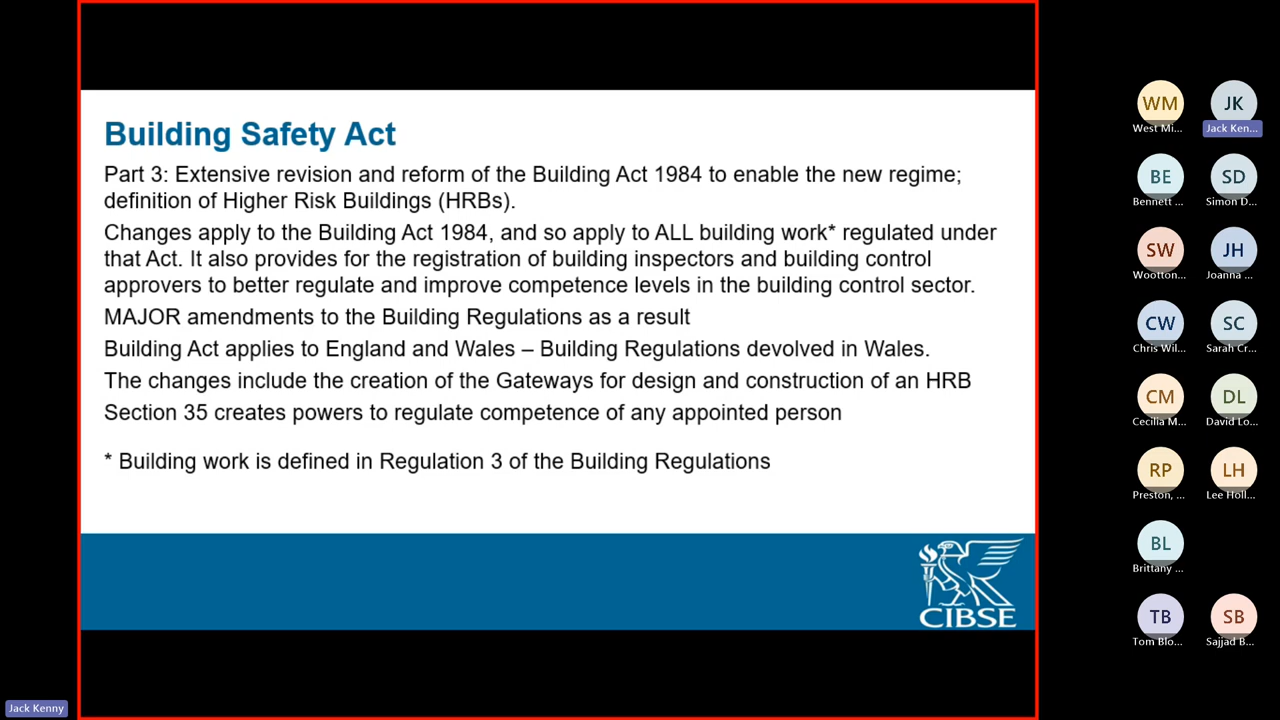 Building Safety Act
Part 3: Extensive revision and reform of the Building Act 1984 to enable the new regime;
definition of Higher Risk Buildings (HRBs).
Changes apply to the Building Act 1984, and so apply to ALL building work* regulated under
that Act. It also provides for the registration of building inspectors and building control
approvers to better regulate and improve competence levels in the building control sector.
MAJOR amendments to the Building Regulations as a result
Building Act applies to England and Wales – Building Regulations devolved in Wales.
The changes include the creation of the Gateways for design and construction of an HRB
Section 35 creates powers to regulate competence of any appointed person
* Building work is defined in Regulation 3 of the Building Regulations
CIBSE
Jack Kenny
WM JK
West Mi... Jack Ken...
BE SD
Bennett ... Simon D...
SW JH
Wootton... Joanna ...
CW SC
Chris Wil... Sarah Cr...
CM DL
Cecilia M... David Lo...
RP LH
Preston, ... Lee Holl...
BL
Brittany ...
TB SB
Tom Blo... Sajjad B...